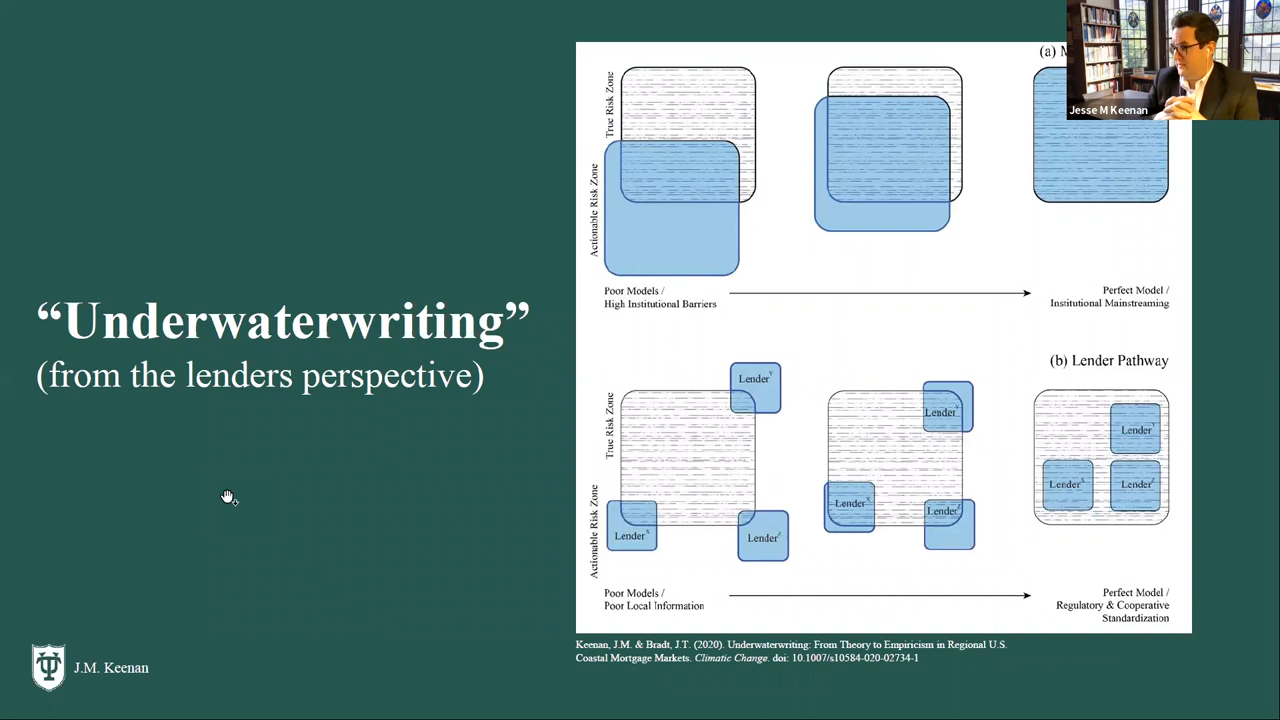 (a) M
Jesse M Keenan
True Risk Zone
Actionable Risk Zone
Poor Models /
High Institutional Barriers
Perfect Model /
Institutional Mainstreaming
“Underwaterwriting”
(from the lenders perspective)
(b) Lender Pathway
True Risk Zone
Actionable Risk Zone
Lender Y
Lender X
Lender Z
Lender Y
Lender X
Lender Z
Lender Y
Lender X
Lender Z
Poor Models /
Poor Local Information
Perfect Model /
Regulatory & Cooperative
Standardization
Keenan, J.M. & Bradt, J.T. (2020). Underwaterwriting: From Theory to Empiricism in Regional U.S.
Coastal Mortgage Markets. Climatic Change. doi: 10.1007/s10584-020-02734-1
J.M. Keenan